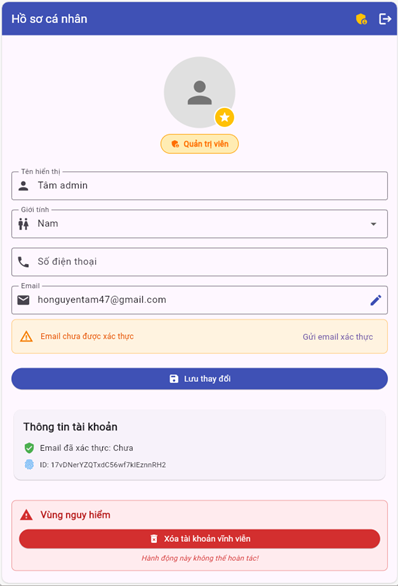 Hồ sơ cá nhân
Quản trị viên
Tên hiển thị
Tâm admin
Giới tính
Nam
Số điện thoại
Email
honguyentam47@gmail.com
Email chưa được xác thực
Gửi email xác thực
Lưu thay đổi
Thông tin tài khoản
Email đã xác thực: Chưa
ID: 17vDNerYZQTxdC56wf7kIEznnRH2
Vùng nguy hiểm
Xóa tài khoản vĩnh viên
Hành động này không thể hoàn tác!